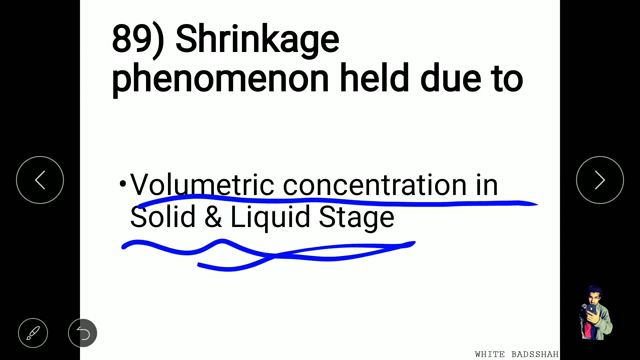 89) Shrinkage
phenomenon held due to
•Volumetric concentration in
Solid & Liquid Stage
WHITE BADSSHAH